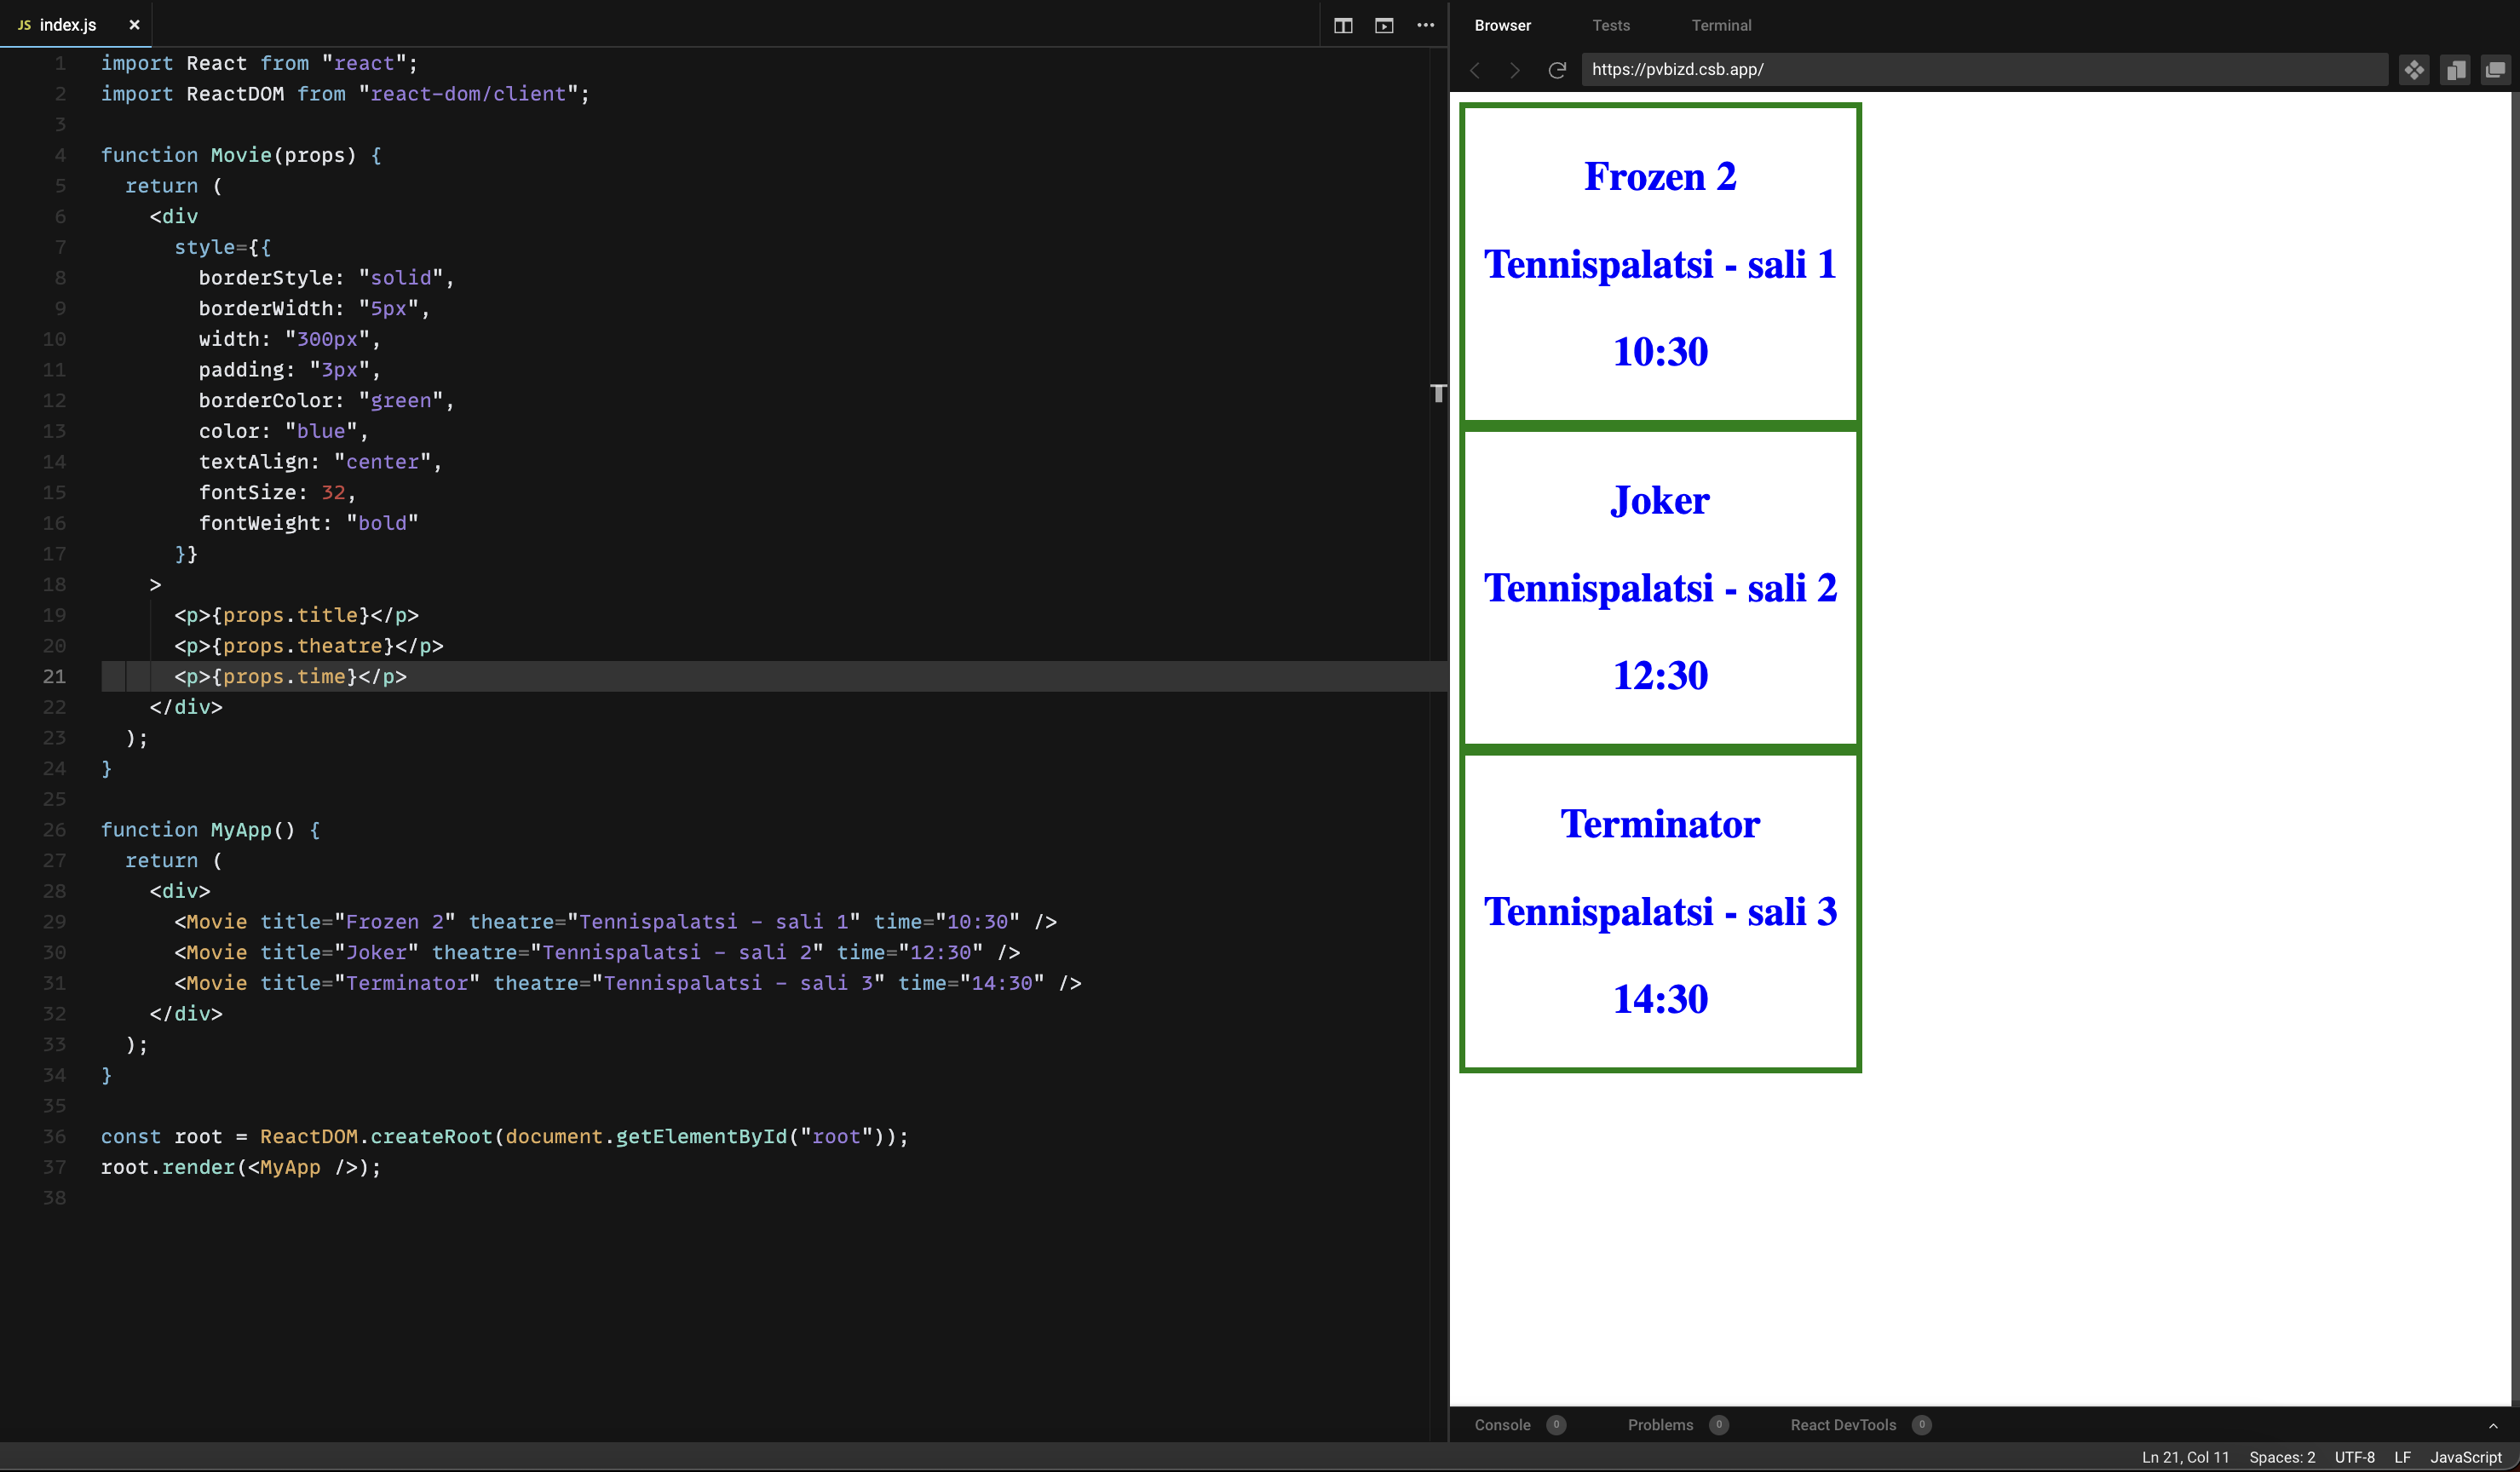 JS index.js ×
1 import React from "react";
2 import ReactDOM from "react-dom/client";
3
4 function Movie(props) {
5   return (
6     <div
7       style={{
8         borderStyle: "solid",
9         borderWidth: "5px",
10         width: "300px",
11         padding: "3px",
12         borderColor: "green",
13         color: "blue",
14         textAlign: "center",
15         fontSize: 32,
16         fontWeight: "bold"
17       }}
18     >
19       <p>{props.title}</p>
20       <p>{props.theatre}</p>
21       <p>{props.time}</p>
22     </div>
23   );
24 }
25
26 function MyApp() {
27   return (
28     <div>
29       <Movie title="Frozen 2" theatre="Tennispalatsi - sali 1" time="10:30" />
30       <Movie title="Joker" theatre="Tennispalatsi - sali 2" time="12:30" />
31       <Movie title="Terminator" theatre="Tennispalatsi - sali 3" time="14:30" />
32     </div>
33   );
34 }
35
36 const root = ReactDOM.createRoot(document.getElementById("root"));
37 root.render(<MyApp />);
38
Browser Tests Terminal
https://pvbizd.csb.app/
Frozen 2
Tennispalatsi - sali 1
10:30
Joker
Tennispalatsi - sali 2
12:30
Terminator
Tennispalatsi - sali 3
14:30
Console 0 Problems 0 React DevTools 0
Ln 21, Col 11 Spaces: 2 UTF-8 LF JavaScript